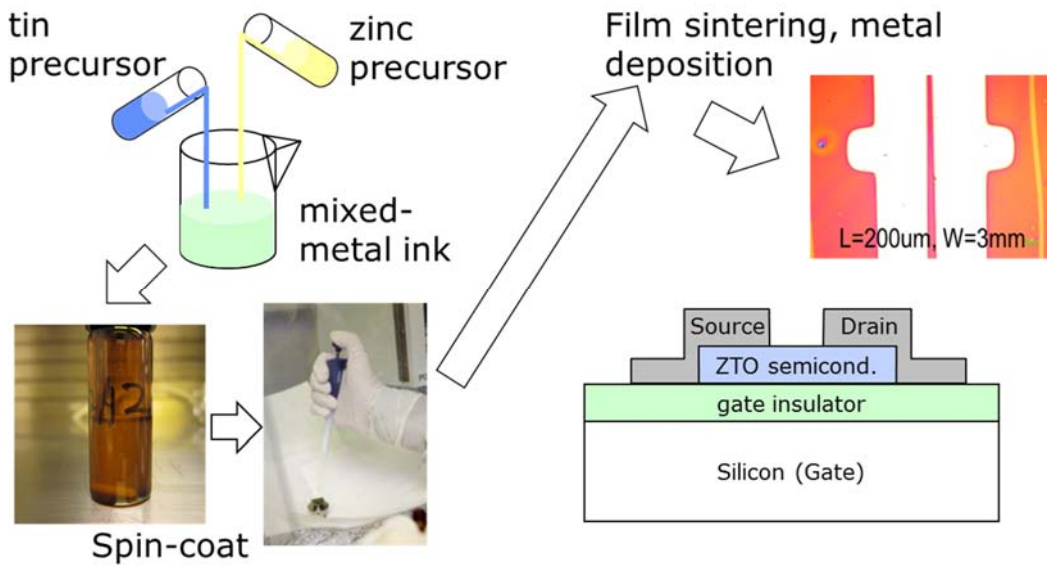 tin
precursor
zinc
precursor
mixed-
metal ink
A2
Spin-coat
Film sintering, metal
deposition
L=200um, W=3mm
Source
Drain
ZTO semicond.
gate insulator
Silicon (Gate)